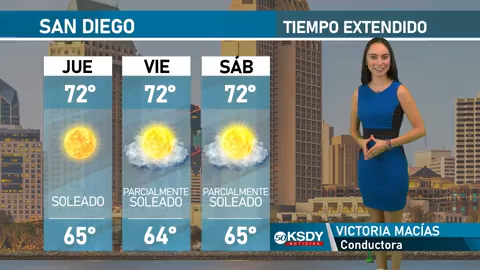 SAN DIEGO
TIEMPO EXTENDIDO
JUE VIE SÁB
72° 72° 72°
SOLEADO
PARCIALMENTE SOLEADO
PARCIALMENTE SOLEADO
65° 64° 65°
50 KSDY
NOTICIAS
VICTORIA MACÍAS
Conductora